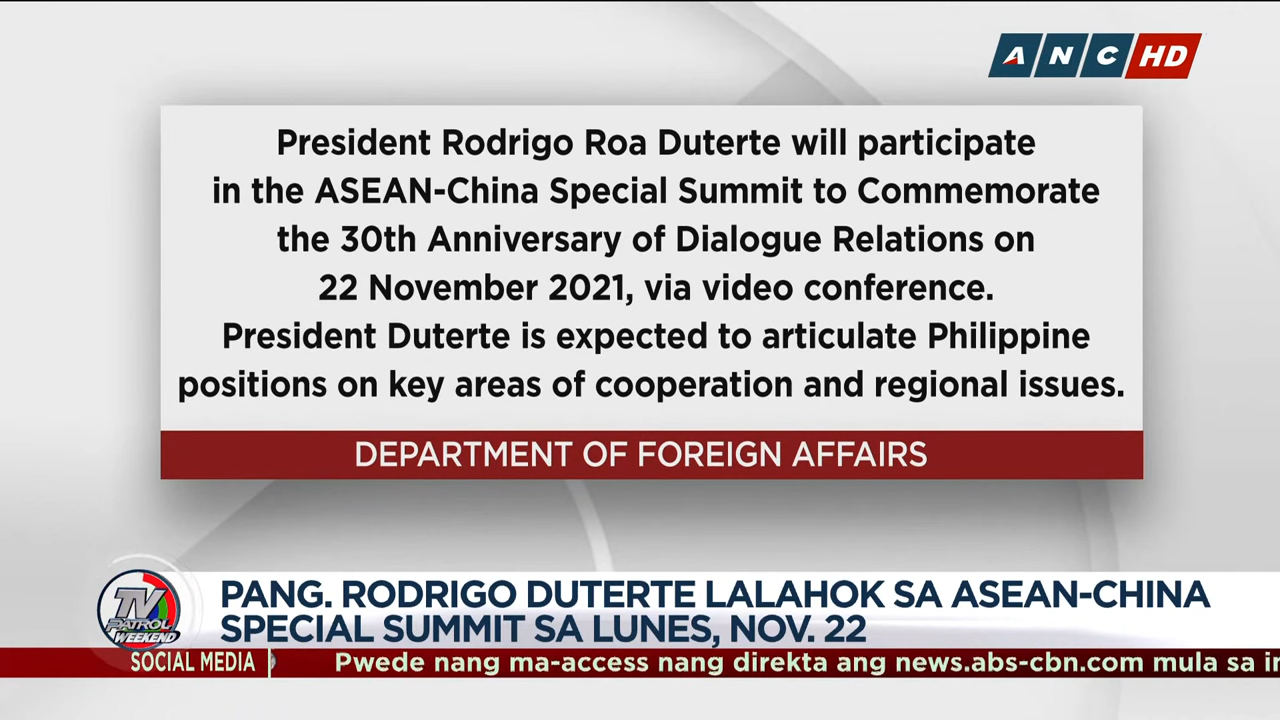 ANC HD
President Rodrigo Roa Duterte will participate
in the ASEAN-China Special Summit to Commemorate
the 30th Anniversary of Dialogue Relations on
22 November 2021, via video conference.
President Duterte is expected to articulate Philippine
positions on key areas of cooperation and regional issues.
DEPARTMENT OF FOREIGN AFFAIRS
TV
PATROL
WEEKEND
PANG. RODRIGO DUTERTE LALAHOK SA ASEAN-CHINA
SPECIAL SUMMIT SA LUNES, NOV. 22
SOCIAL MEDIA
Pwede nang ma-access nang direkta ang news.abs-cbn.com mula sa